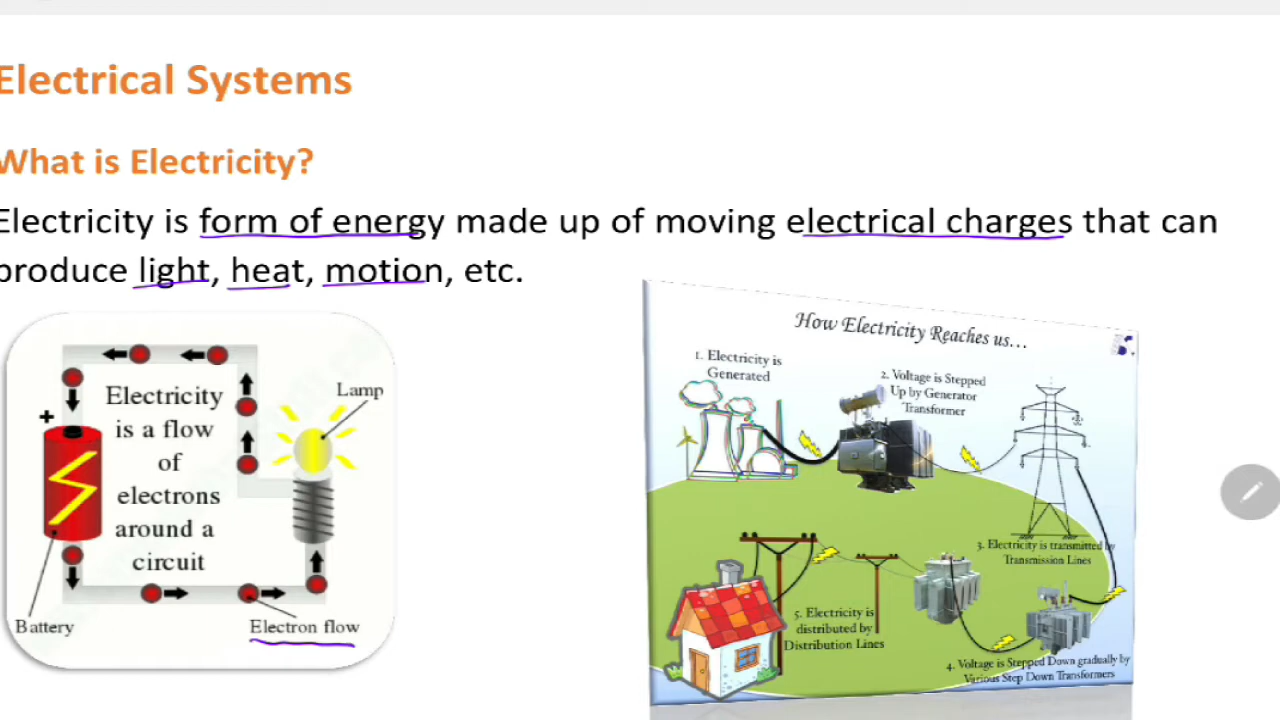 Electrical Systems
What is Electricity?
Electricity is form of energy made up of moving electrical charges that can
produce light, heat, motion, etc.
Electricity
is a flow
of
electrons
around a
circuit
+
Lamp
Battery
Electron flow
How Electricity Reaches us...
1. Electricity is
Generated
2. Voltage is Stepped
Up by Generator
Transformer
3. Electricity is transmitted by
Transmission Lines
4. Voltage is Stepped Down gradually by
Various Step Down Transformers
5. Electricity is
distributed by
Distribution Lines